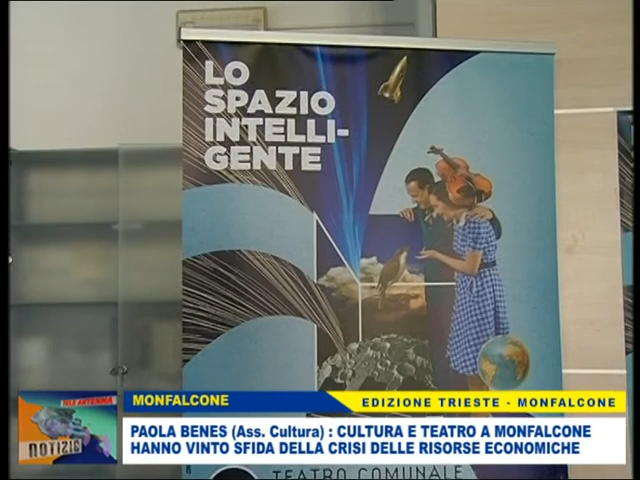 LO
SPAZIO
INTELLI-
GENTE
MONFALCONE
EDIZIONE TRIESTE - MONFALCONE
TELE ANTENNA
NOTIZIE
PAOLA BENES (Ass. Cultura) : CULTURA E TEATRO A MONFALCONE
HANNO VINTO SFIDA DELLA CRISI DELLE RISORSE ECONOMICHE
TEATRO COMUNALE